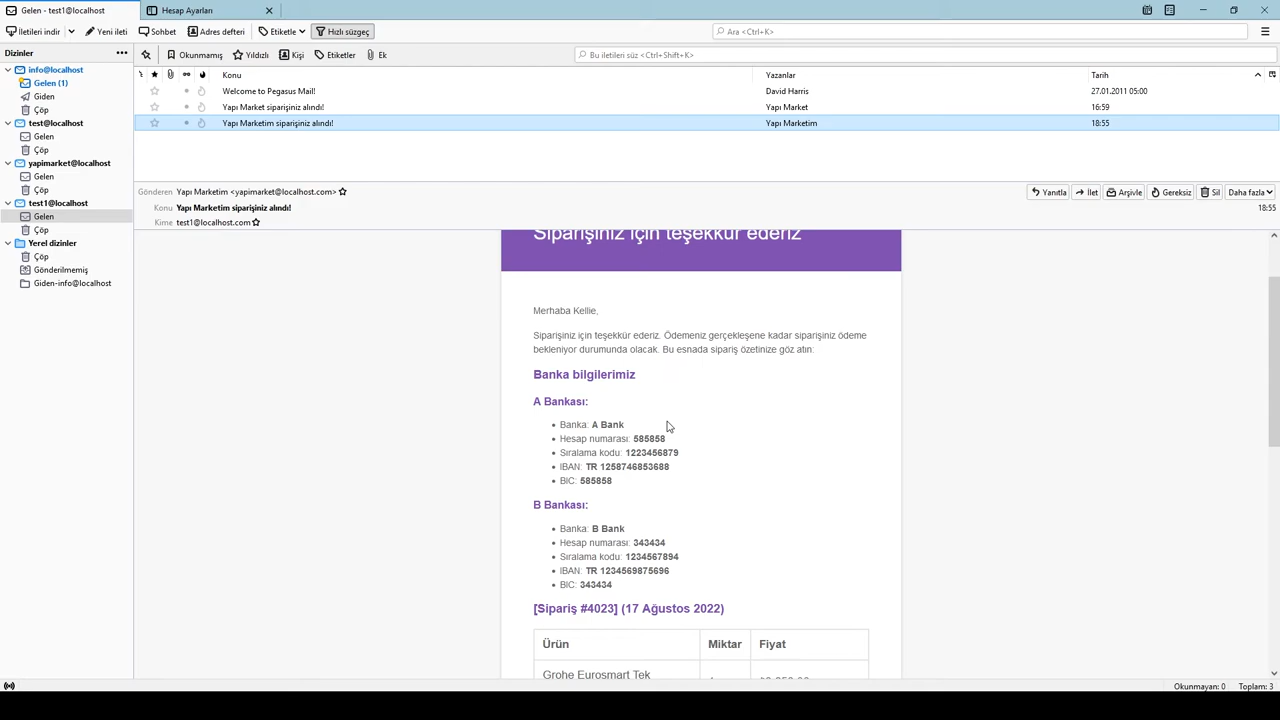 Gelen - test1@localhost
Hesap Ayarları
İletileri indir
Yeni ileti
Sohbet
Adres defteri
Etiketle
Hızlı süzgeç
Ara <Ctrl+K>
Dizinler
Okunmamış
Yıldızlı
Kişi
Etiketler
Ek
Bu iletileri süz <Ctrl+Shift+K>
info@localhost
Gelen (1)
Giden
Çöp
test@localhost
Gelen
Çöp
yapimarket@localhost
Gelen
Çöp
test1@localhost
Gelen
Çöp
Yerel dizinler
Çöp
Gönderilmemiş
Giden-info@localhost
Konu Yazarlar Tarih
Welcome to Pegasus Mail! David Harris 27.01.2011 05:00
Yapı Market siparişiniz alındı! Yapı Market 16:59
Yapı Marketim siparişiniz alındı! Yapı Marketim 18:55
Gönderen Yapı Marketim <yapimarket@localhost.com>
Yanıtla İlet Arşivle Gereksiz Sil Daha fazla
Konu Yapı Marketim siparişiniz alındı! 18:55
Kime test1@localhost.com
Siparişiniz için teşekkür ederiz
Merhaba Kellie,
Siparişiniz için teşekkür ederiz. Ödemeniz gerçekleşene kadar siparişiniz ödeme
bekleniyor durumunda olacak. Bu esnada sipariş özetinize göz atın:
Banka bilgilerimiz
A Bankası:
Banka: A Bank
Hesap numarası: 585858
Sıralama kodu: 1223456879
IBAN: TR 1258746853688
BIC: 585858
B Bankası:
Banka: B Bank
Hesap numarası: 343434
Sıralama kodu: 1234567894
IBAN: TR 1234569875696
BIC: 343434
[Sipariş #4023] (17 Ağustos 2022)
Ürün Miktar Fiyat
Grohe Eurosmart Tek
Okunmayan: 0 Toplam: 3